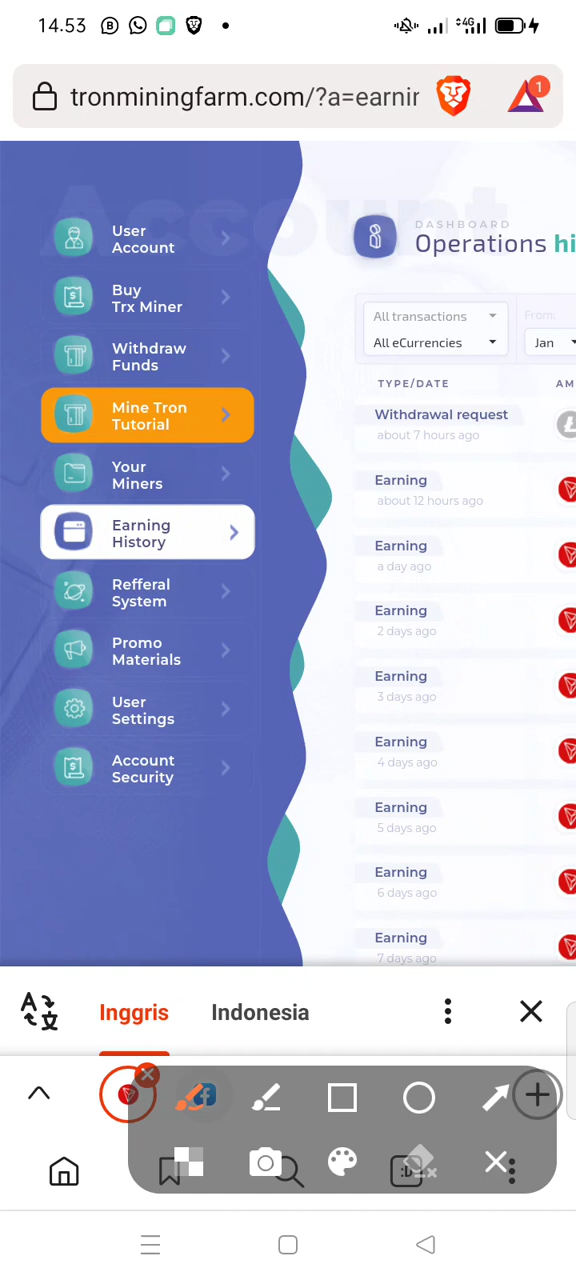 14.53
4G
tronminingfarm.com/?a=earnin
1
Account
User
Account
Buy
Trx Miner
Withdraw
Funds
Mine Tron
Tutorial
Your
Miners
Earning
History
Refferal
System
Promo
Materials
User
Settings
Account
Security
DASHBOARD
Operations hi
All transactions
From:
All eCurrencies
Jan
TYPE/DATE
AM
Withdrawal request
about 7 hours ago
Earning
about 12 hours ago
Earning
a day ago
Earning
2 days ago
Earning
3 days ago
Earning
4 days ago
Earning
5 days ago
Earning
6 days ago
Earning
7 days ago
Inggris
Indonesia
:D